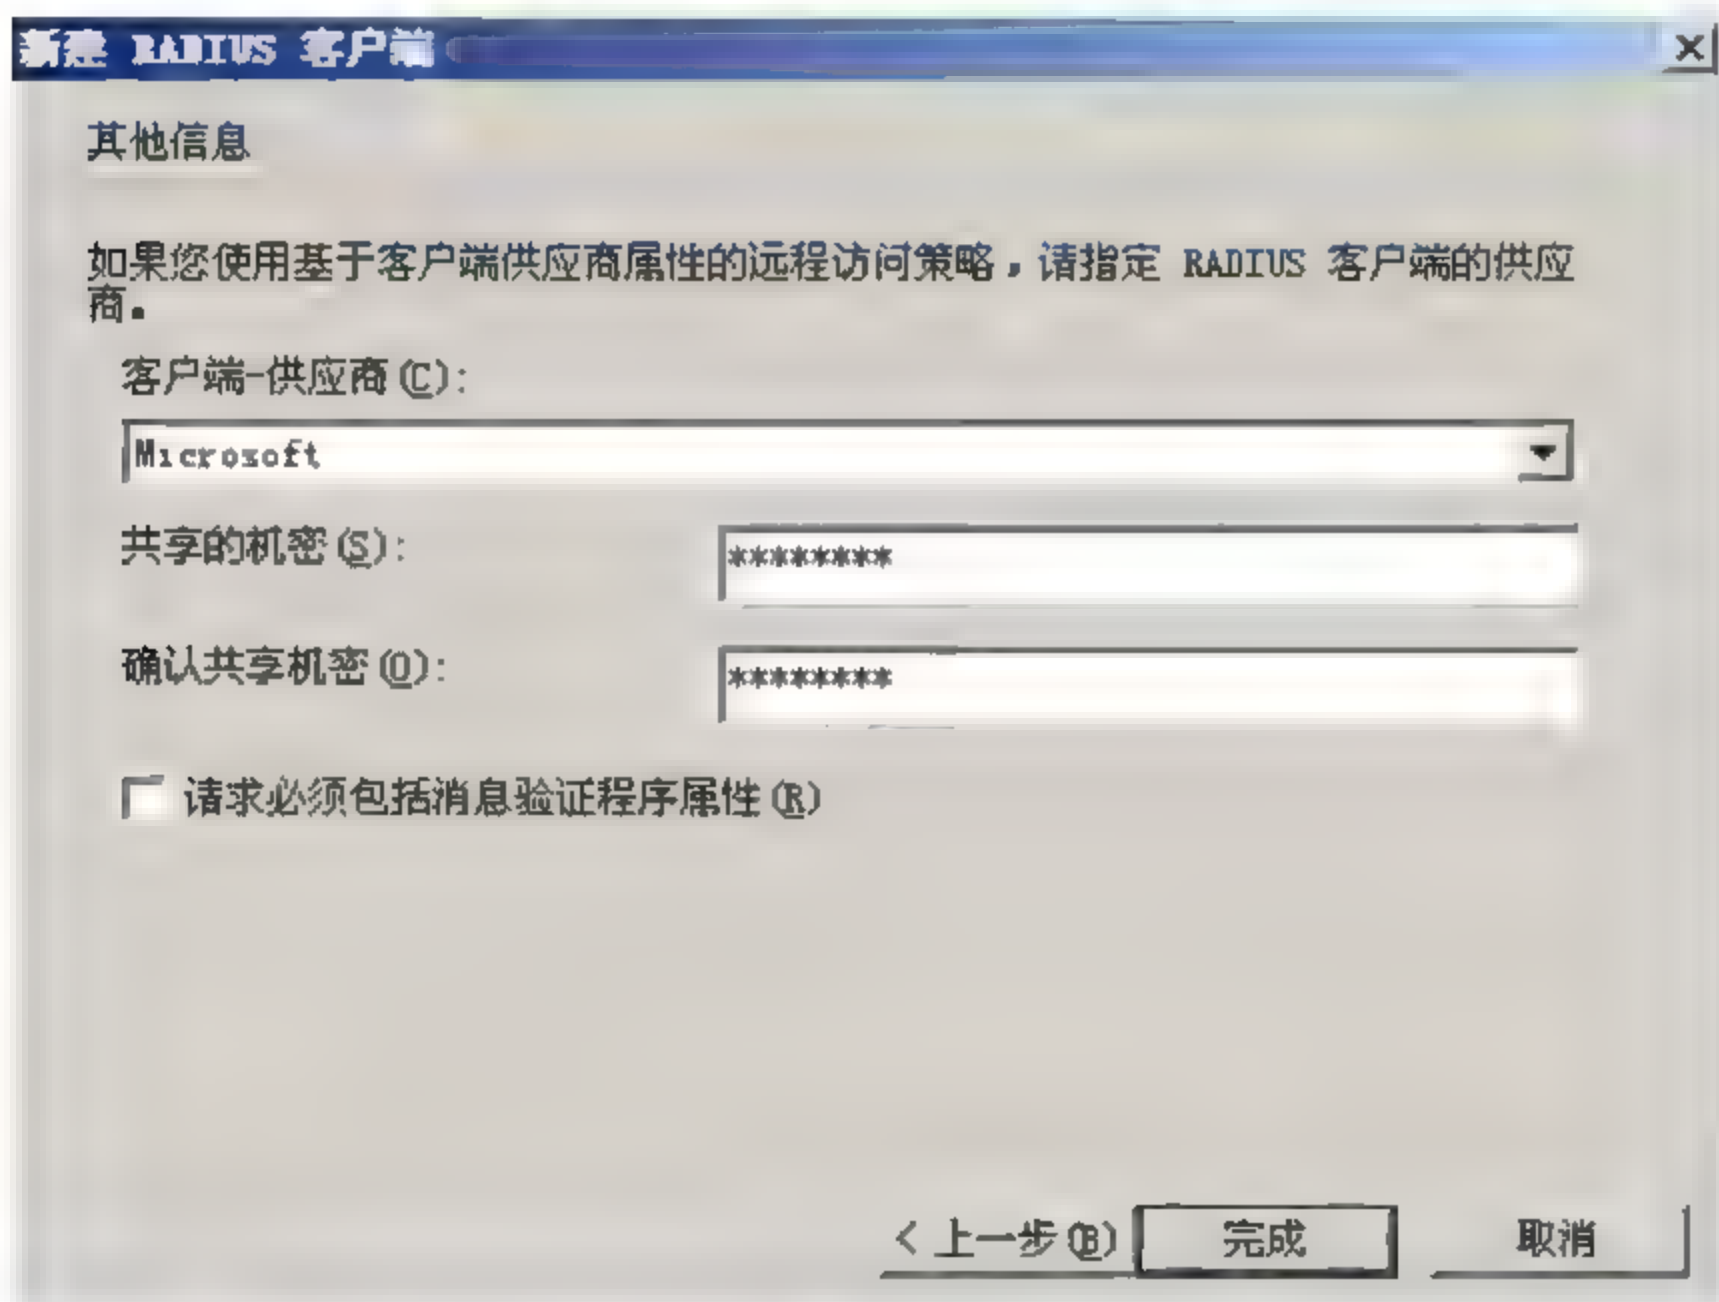 新建 RADIUS 客户端
其他信息
如果您使用基于客户端供应商属性的远程访问策略，请指定 RADIUS 客户端的供应
商。
客户端-供应商(C):
Microsoft
共享的机密(S):
********
确认共享机密(O):
********
请求必须包括消息验证程序属性(R)
< 上一步(B)
完成
取消